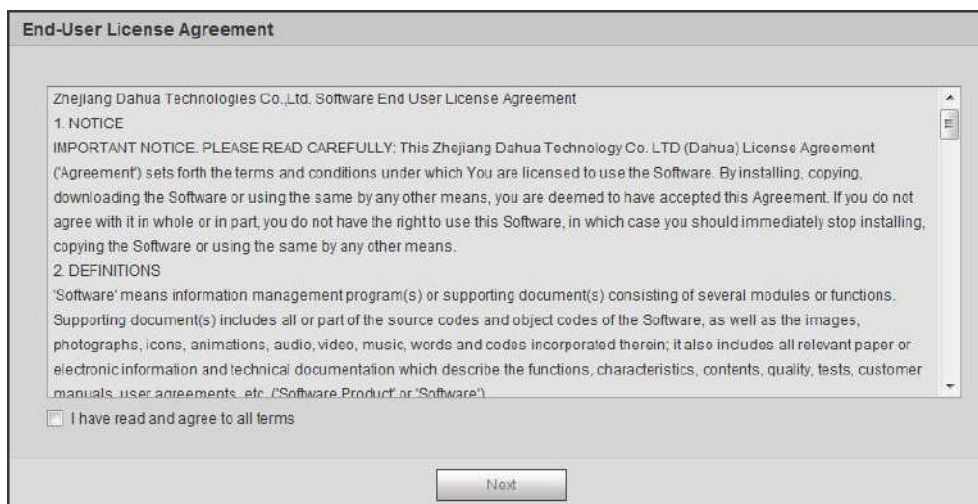 End-User License Agreement
Zhejiang Dahua Technologies Co.,Ltd. Software End User License Agreement
1. NOTICE
IMPORTANT NOTICE. PLEASE READ CAREFULLY: This Zhejiang Dahua Technology Co. LTD (Dahua) License Agreement
('Agreement') sets forth the terms and conditions under which You are licensed to use the Software. By installing, copying,
downloading the Software or using the same by any other means, you are deemed to have accepted this Agreement. If you do not
agree with it in whole or in part, you do not have the right to use this Software, in which case you should immediately stop installing,
copying the Software or using the same by any other means.
2. DEFINITIONS
'Software' means information management program(s) or supporting document(s) consisting of several modules or functions.
Supporting document(s) includes all or part of the source codes and object codes of the Software, as well as the images,
photographs, icons, animations, audio, video, music, words and codes incorporated therein; it also includes all relevant paper or
electronic information and technical documentation which describe the functions, characteristics, contents, quality, tests, customer
manuals, user agreements, etc. ('Software Product' or 'Software')
I have read and agree to all terms
Next